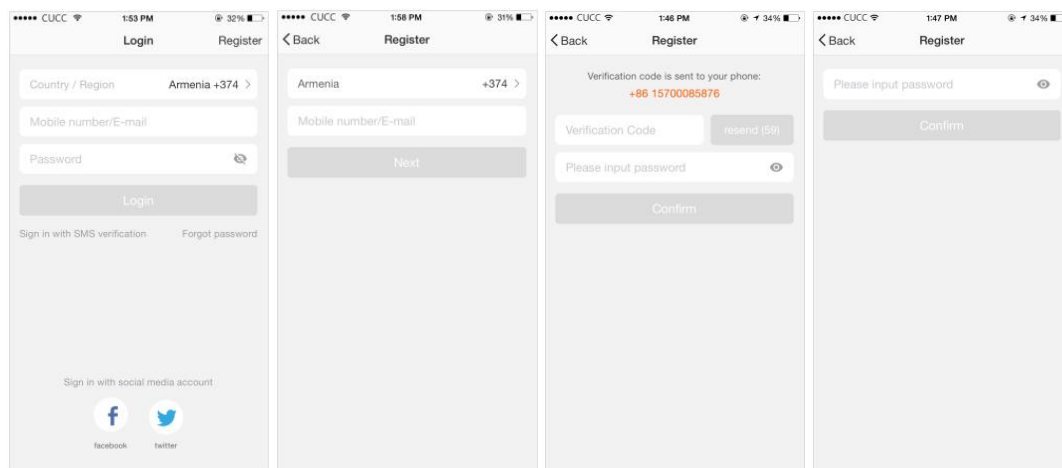 CUCC 1:53 PM 32%
Login Register
Country / Region Armenia +374 >
Mobile number/E-mail
Password
Login
Sign in with SMS verification Forgot password
Sign in with social media account
facebook twitter
CUCC 1:58 PM 31%
< Back Register
Armenia +374 >
Mobile number/E-mail
Next
CUCC 1:46 PM 34%
< Back Register
Verification code is sent to your phone:
+86 15700085876
Verification Code resend (59)
Please input password
Confirm
CUCC 1:47 PM 34%
< Back Register
Please input password
Confirm